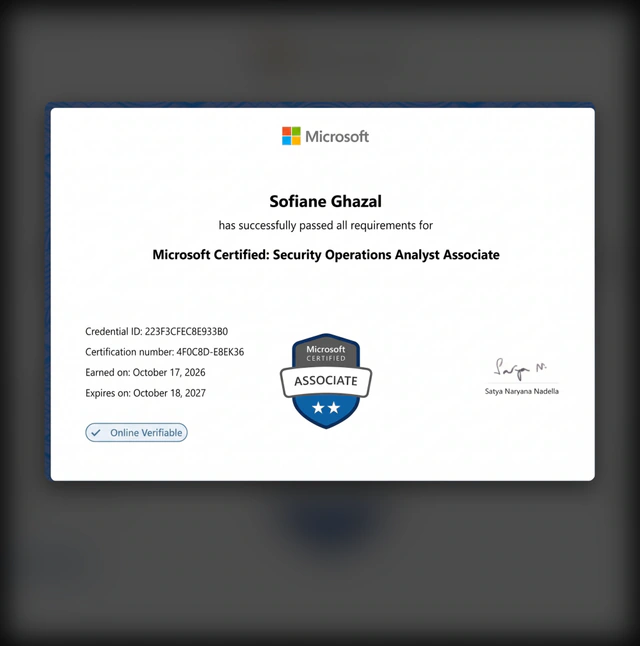 Microsoft
Sofiane Ghazal
has successfully passed all requirements for
Microsoft Certified: Security Operations Analyst Associate
Credential ID: 223F3CFEC8E933B0
Certification number: 4F0C8D-E8EK36
Earned on: October 17, 2026
Expires on: October 18, 2027
Online Verifiable
Microsoft
CERTIFIED
ASSOCIATE
Satya N.
Satya Naryana Nadella